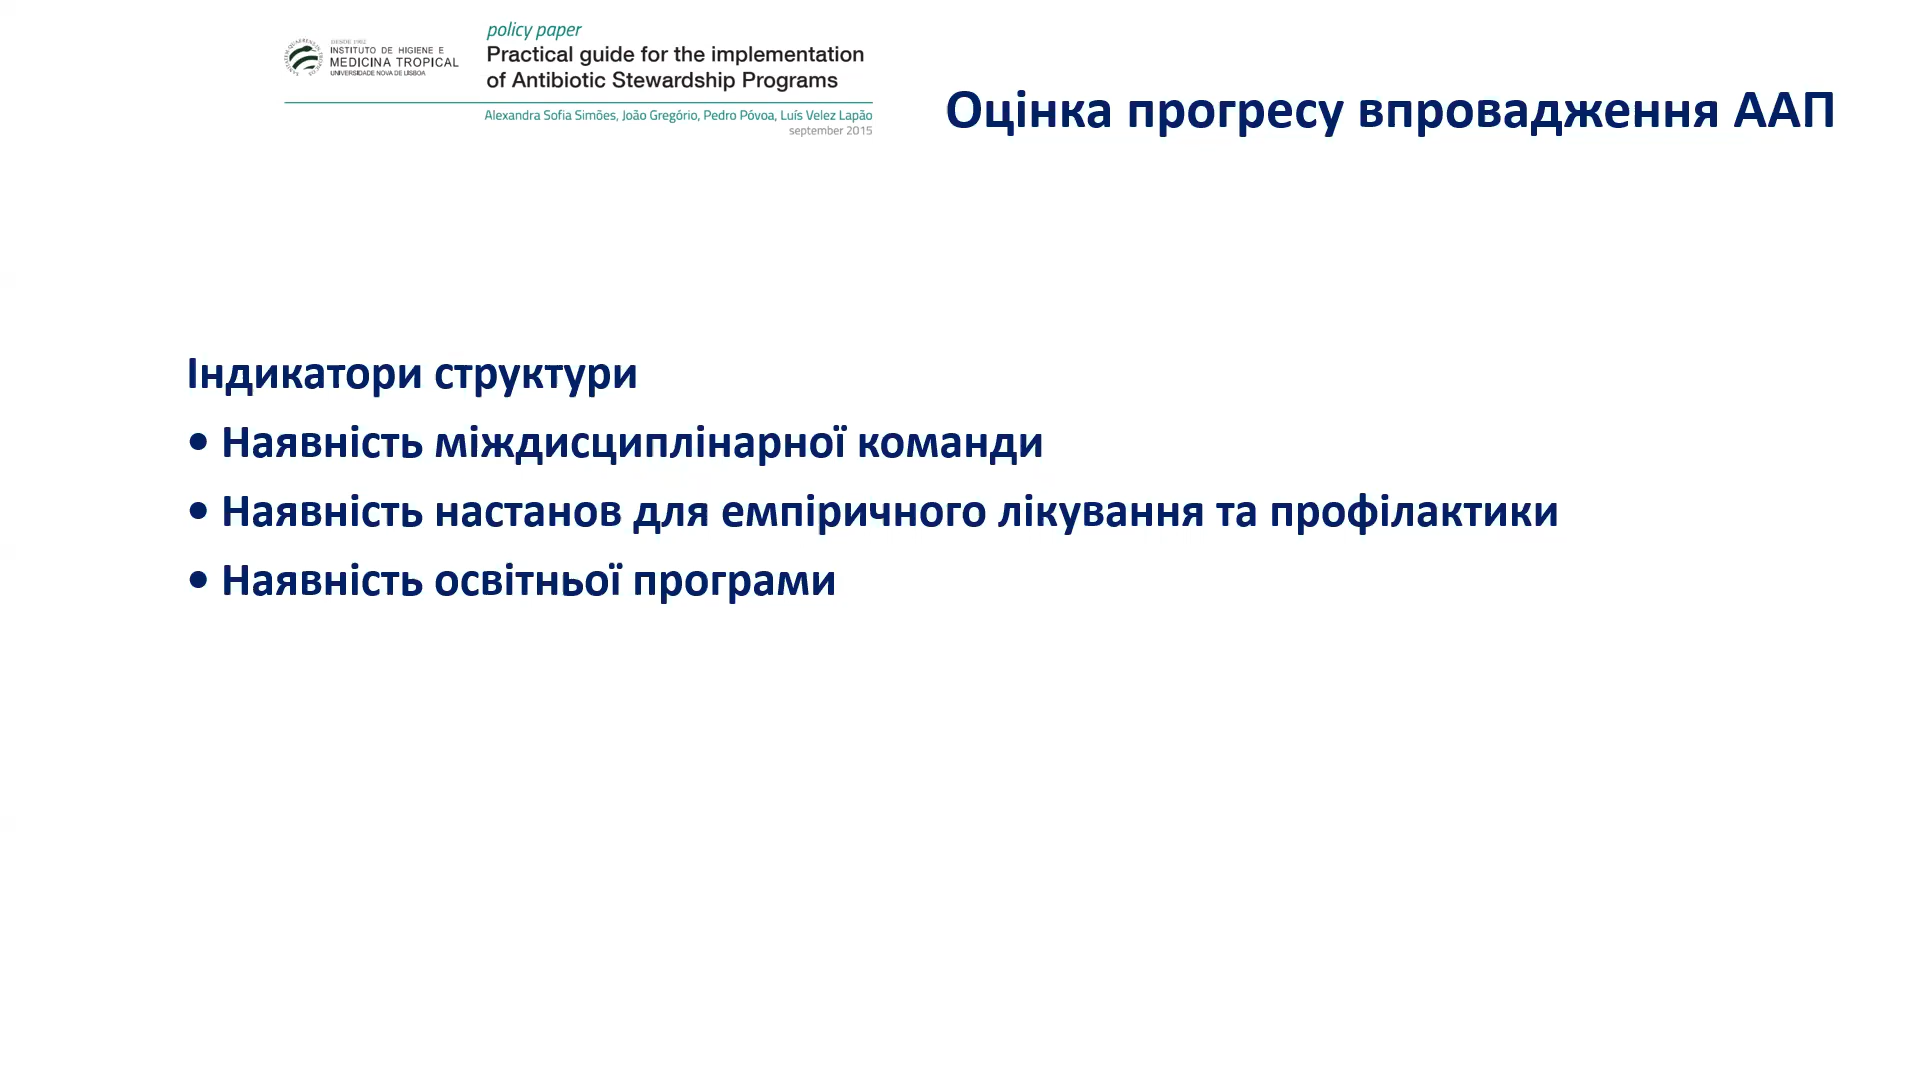 policy paper
DESDE 1902
INSTITUTO DE HIGIENE E
MEDICINA TROPICAL
UNIVERSIDADE NOVA DE LISBOA
Practical guide for the implementation
of Antibiotic Stewardship Programs
Alexandra Sofia Simões, João Gregório, Pedro Póvoa, Luís Velez Lapão
september 2015
Оцінка прогресу впровадження ААП
Індикатори структури
• Наявність міждисциплінарної команди
• Наявність настанов для емпіричного лікування та профілактики
• Наявність освітньої програми